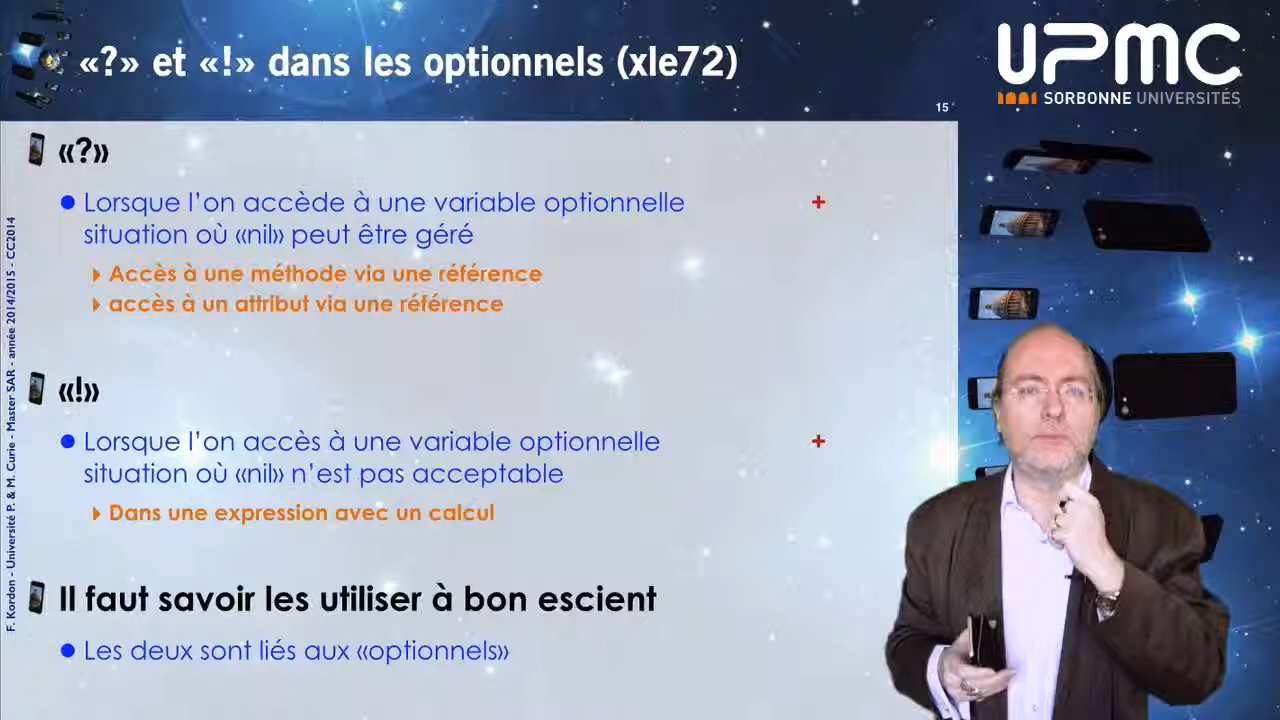 «?» et «!» dans les optionnels (xle72)
UPMC
SORBONNE UNIVERSITÉS
15
«?»
Lorsque l'on accède à une variable optionnelle
situation où «nil» peut être géré
+
Accès à une méthode via une référence
accès à un attribut via une référence
«!»
Lorsque l'on accès à une variable optionnelle
situation où «nil» n'est pas acceptable
+
Dans une expression avec un calcul
Il faut savoir les utiliser à bon escient
Les deux sont liés aux «optionnels»
F. Kordon - Université P. & M. Curie - Master SAR - année 2014/2015 - CC2014